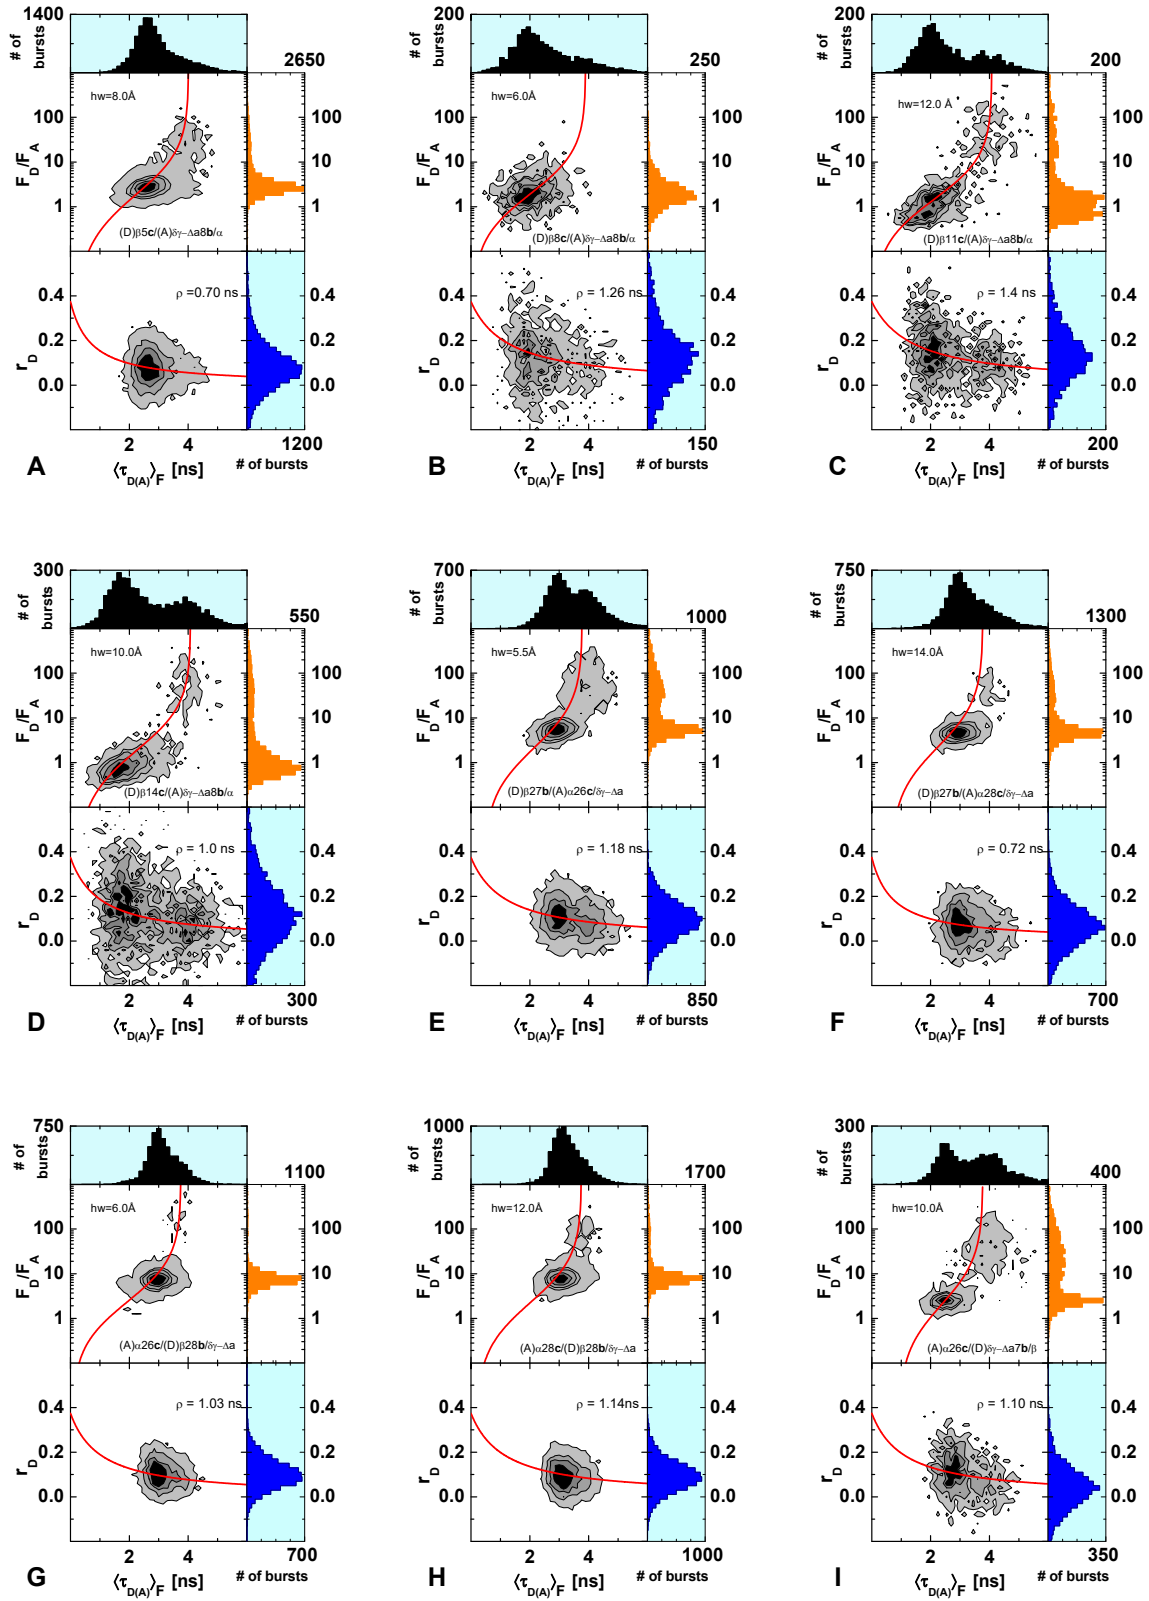 1400
# of
bursts
2650
hw=8.0Å
100
100
F_D/F_A
10
10
1
1
(D)β5c/(A)δγ−Δa8b/α
0.4
0.4
ρ =0.70 ns
r_D
0.2
0.2
0.0
0.0
2
4
1200
A
⟨τ_D(A)⟩_F [ns]
# of bursts
200
# of
bursts
250
hw=6.0Å
100
100
F_D/F_A
10
10
1
1
(D)β8c/(A)δγ−Δa8b/α
0.4
0.4
ρ = 1.26 ns
r_D
0.2
0.2
0.0
0.0
2
4
150
B
⟨τ_D(A)⟩_F [ns]
# of bursts
200
# of
bursts
200
hw=12.0 Å
100
100
F_D/F_A
10
10
1
1
(D)β11c/(A)δγ−Δa8b/α
0.4
0.4
ρ = 1.4 ns
r_D
0.2
0.2
0.0
0.0
2
4
200
C
⟨τ_D(A)⟩_F [ns]
# of bursts
300
# of
bursts
550
hw=10.0Å
100
100
F_D/F_A
10
10
1
1
(D)β14c/(A)δγ−Δa8b/α
0.4
0.4
ρ = 1.0 ns
r_D
0.2
0.2
0.0
0.0
2
4
300
D
⟨τ_D(A)⟩_F [ns]
# of bursts
700
# of
bursts
1000
hw=5.5Å
100
100
F_D/F_A
10
10
1
1
(D)β27b/(A)α26c/δγ−Δa
0.4
0.4
ρ = 1.18 ns
r_D
0.2
0.2
0.0
0.0
2
4
850
E
⟨τ_D(A)⟩_F [ns]
# of bursts
750
# of
bursts
1300
hw=14.0Å
100
100
F_D/F_A
10
10
1
1
(D)β27b/(A)α28c/δγ−Δa
0.4
0.4
ρ = 0.72 ns
r_D
0.2
0.2
0.0
0.0
2
4
700
F
⟨τ_D(A)⟩_F [ns]
# of bursts
750
# of
bursts
1100
hw=6.0Å
100
100
F_D/F_A
10
10
1
1
(A)α26c/(D)β28b/δγ−Δa
0.4
0.4
ρ = 1.03 ns
r_D
0.2
0.2
0.0
0.0
2
4
700
G
⟨τ_D(A)⟩_F [ns]
# of bursts
1000
# of
bursts
1700
hw=12.0Å
100
100
F_D/F_A
10
10
1
1
(A)α28c/(D)β28b/δγ−Δa
0.4
0.4
ρ = 1.14ns
r_D
0.2
0.2
0.0
0.0
2
4
1000
H
⟨τ_D(A)⟩_F [ns]
# of bursts
300
# of
bursts
400
hw=10.0Å
100
100
F_D/F_A
10
10
1
1
(A)α26c/(D)δγ−Δa7b/β
0.4
0.4
ρ = 1.10 ns
r_D
0.2
0.2
0.0
0.0
2
4
350
I
⟨τ_D(A)⟩_F [ns]
# of bursts